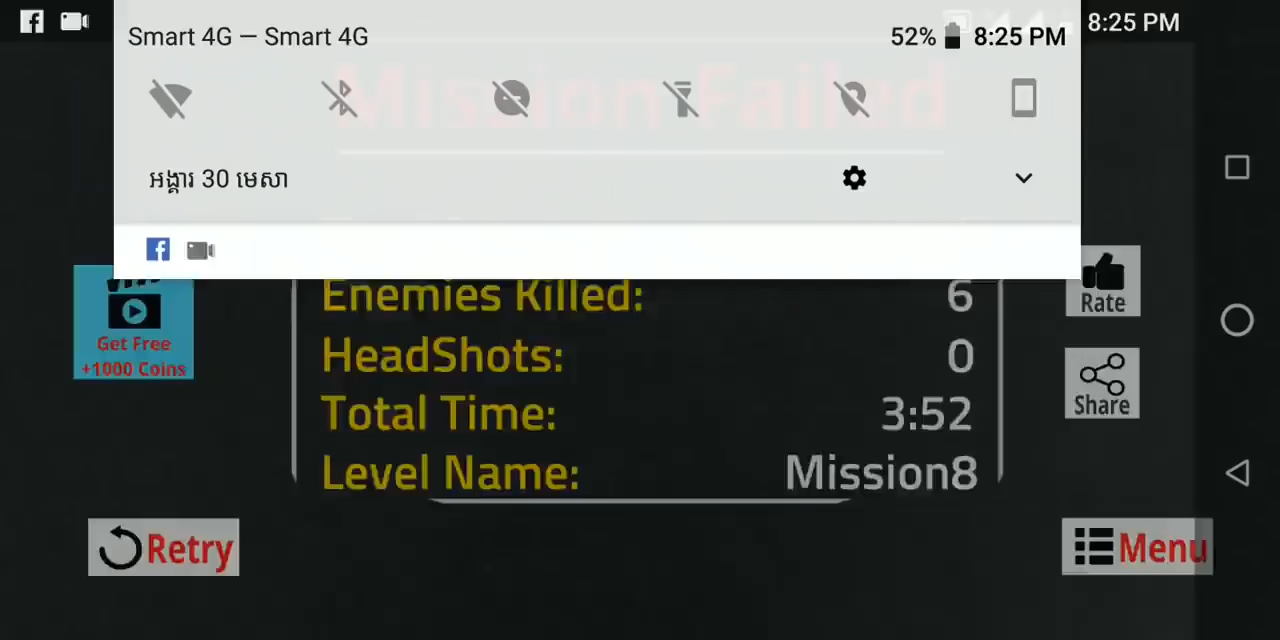 8:25 PM
Smart 4G — Smart 4G
52% 8:25 PM
Mission Failed
អង្គារ 30 មេសា
Enemies Killed: 6
HeadShots: 0
Total Time: 3:52
Level Name: Mission8
Get Free
+1000 Coins
Rate
Share
Retry
Menu